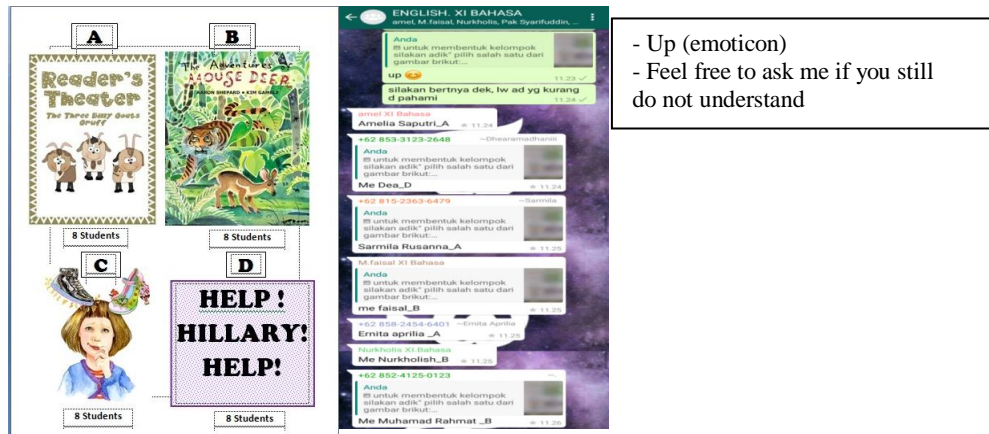 A
B
Reader's
Theater
The Three Billy Goats
Gruff
The Adventures of
MOUSE DEER
AARON SHEPARD • KIM GAMBLE
8 Students
8 Students
C
D
HELP !
HILLARY!
HELP!
8 Students
8 Students
ENGLISH. XI BAHASA
amel, M.faisal, Nurkholis, Pak Syarifuddin, ...
Anda
untuk membentuk kelompok
silakan adik" pilih salah satu dari
gambar brikut:...
up
11.23
silakan bertnya dek, lw ad yg kurang
d pahami
11.24
amel XI Bahasa
Amelia Saputri_A
11.24
+62 853-3123-2648
~Dhearamadhanii
Anda
untuk membentuk kelompok
silakan adik" pilih salah satu dari
gambar brikut:...
Me Dea_D
11.24
+62 815-2363-6479
~Sarmila
Anda
untuk membentuk kelompok
silakan adik" pilih salah satu dari
gambar brikut:...
Sarmila Rusanna_A
11.25
M.faisal XI Bahasa
Anda
untuk membentuk kelompok
silakan adik" pilih salah satu dari
gambar brikut:...
me faisal_B
11.25
+62 858-2454-6401 ~Ernita Aprilia
Ernita aprilia _A
11.25
Nurkholis XI.Bahasa
Me Nurkholish_B
11.25
+62 852-4125-0123
Anda
untuk membentuk kelompok
silakan adik" pilih salah satu dari
gambar brikut:...
Me Muhamad Rahmat _B
11.26
- Up (emoticon)
- Feel free to ask me if you still
do not understand